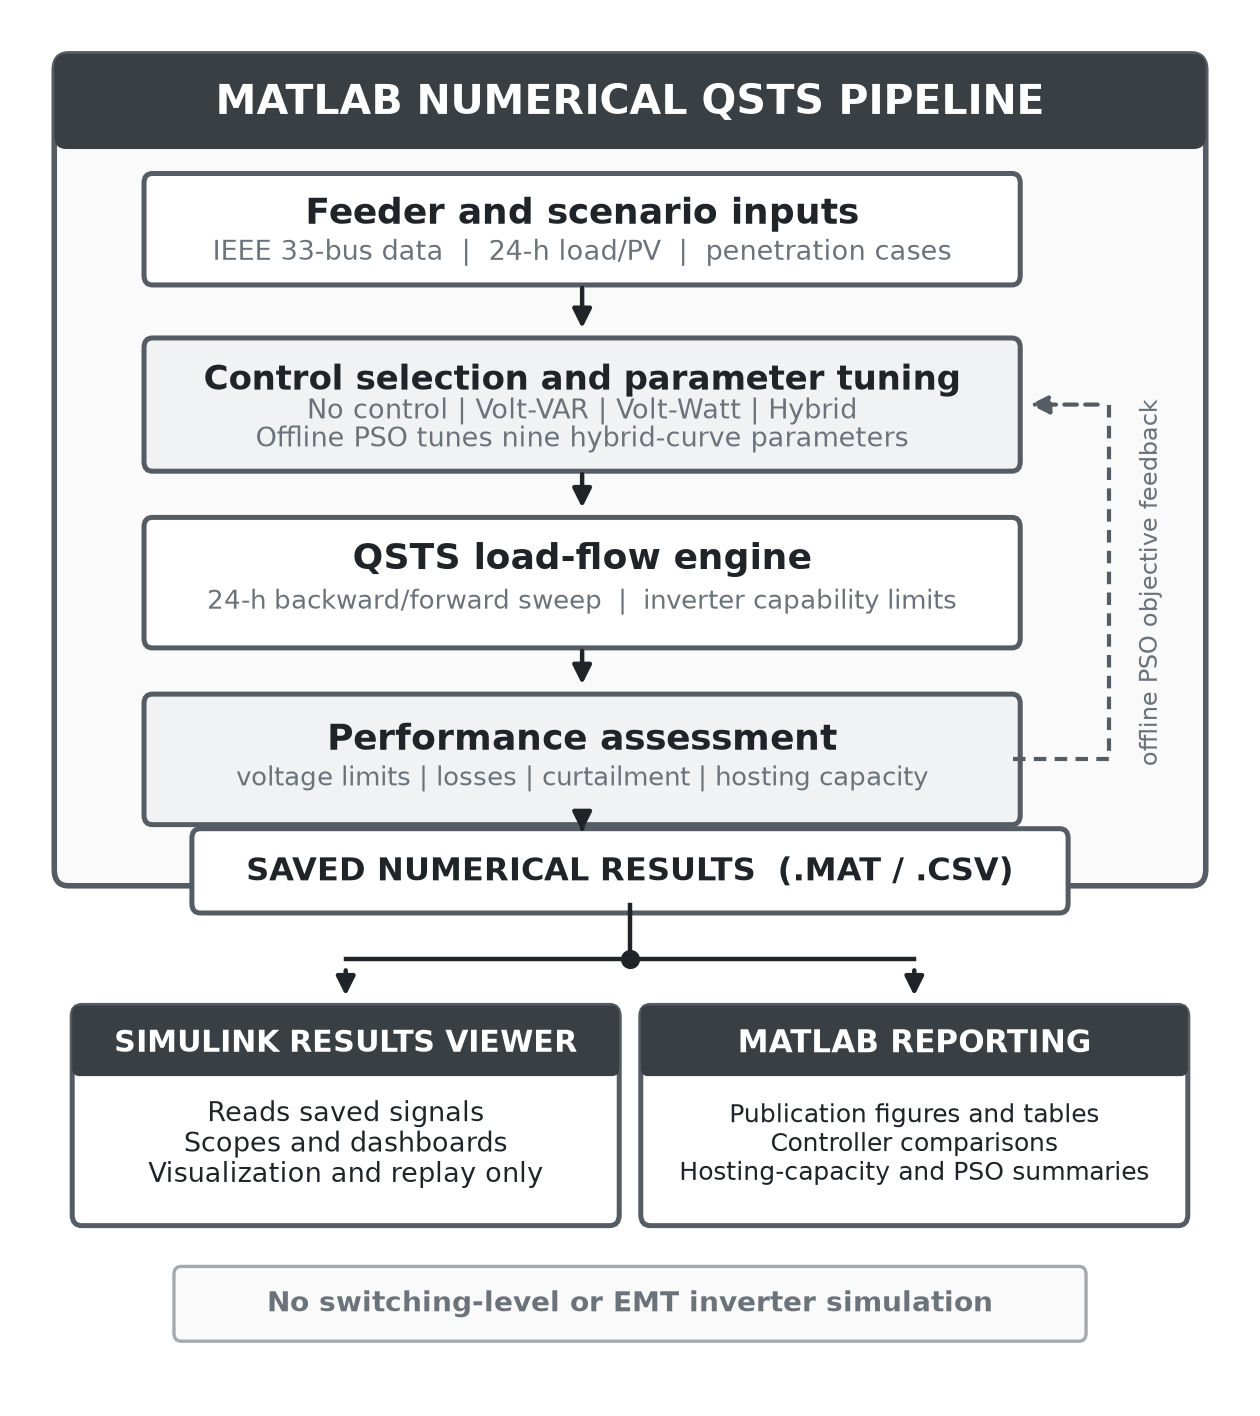 MATLAB NUMERICAL QSTS PIPELINE
Feeder and scenario inputs
IEEE 33-bus data | 24-h load/PV | penetration cases
Control selection and parameter tuning
No control | Volt-VAR | Volt-Watt | Hybrid
Offline PSO tunes nine hybrid-curve parameters
offline PSO objective feedback
QSTS load-flow engine
24-h backward/forward sweep | inverter capability limits
Performance assessment
voltage limits | losses | curtailment | hosting capacity
SAVED NUMERICAL RESULTS (.MAT / .CSV)
SIMULINK RESULTS VIEWER
Reads saved signals
Scopes and dashboards
Visualization and replay only
MATLAB REPORTING
Publication figures and tables
Controller comparisons
Hosting-capacity and PSO summaries
No switching-level or EMT inverter simulation